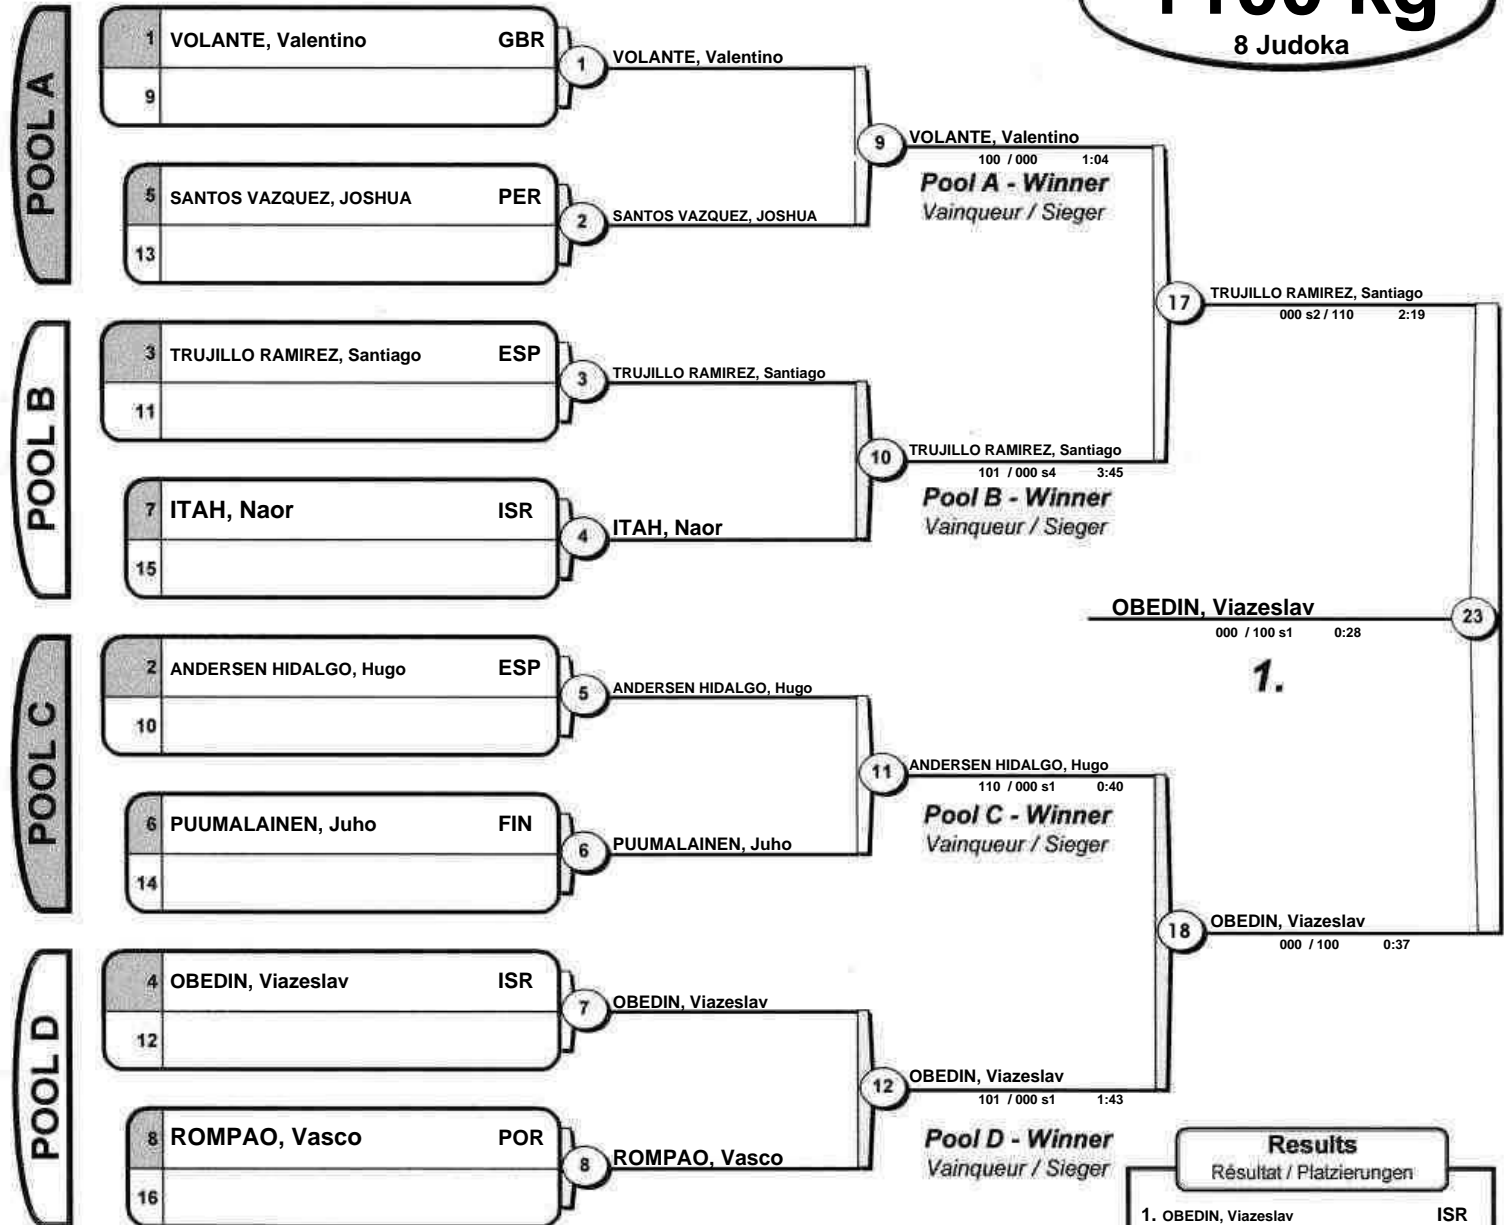 8 Judoka
POOL A
1 VOLANTE, Valentino GBR
9
1 VOLANTE, Valentino
5 SANTOS VAZQUEZ, JOSHUA PER
13
2 SANTOS VAZQUEZ, JOSHUA
9 VOLANTE, Valentino
100 / 000 1:04
Pool A - Winner
Vainqueur / Sieger
POOL B
3 TRUJILLO RAMIREZ, Santiago ESP
11
3 TRUJILLO RAMIREZ, Santiago
7 ITAH, Naor ISR
15
4 ITAH, Naor
10 TRUJILLO RAMIREZ, Santiago
101 / 000 s4 3:45
Pool B - Winner
Vainqueur / Sieger
17 TRUJILLO RAMIREZ, Santiago
000 s2 / 110 2:19
OBEDIN, Viazeslav 23
000 / 100 s1 0:28
1.
POOL C
2 ANDERSEN HIDALGO, Hugo ESP
10
5 ANDERSEN HIDALGO, Hugo
6 PUUMALAINEN, Juho FIN
14
6 PUUMALAINEN, Juho
11 ANDERSEN HIDALGO, Hugo
110 / 000 s1 0:40
Pool C - Winner
Vainqueur / Sieger
18 OBEDIN, Viazeslav
000 / 100 0:37
POOL D
4 OBEDIN, Viazeslav ISR
12
7 OBEDIN, Viazeslav
8 ROMPAO, Vasco POR
16
8 ROMPAO, Vasco
12 OBEDIN, Viazeslav
101 / 000 s1 1:43
Pool D - Winner
Vainqueur / Sieger
Results
Résultat / Platzierungen
1. OBEDIN, Viazeslav ISR